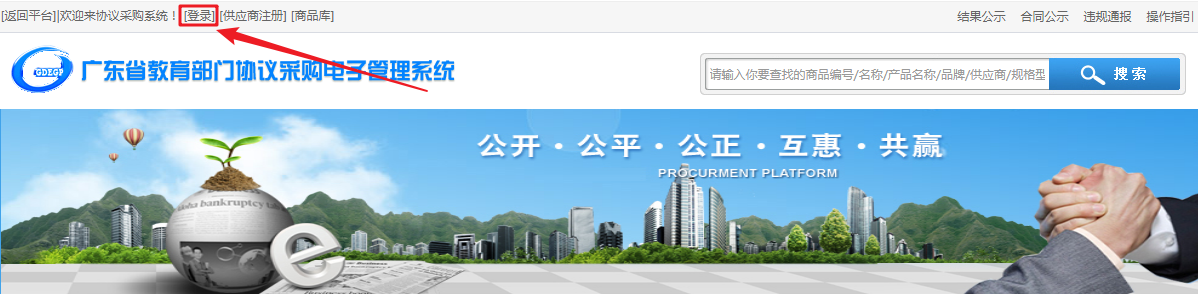 [返回平台]|欢迎来协议采购系统！ [登录] [供应商注册] [商品库] 结果公示 合同公示 违规通报 操作指引
GDEGP 广东省教育部门协议采购电子管理系统
请输入你要查找的商品编号/名称/产品名称/品牌/供应商/规格型 搜 索
公开・公平・公正・互惠・共赢
PROCURMENT PLATFORM
bankruptcy
e